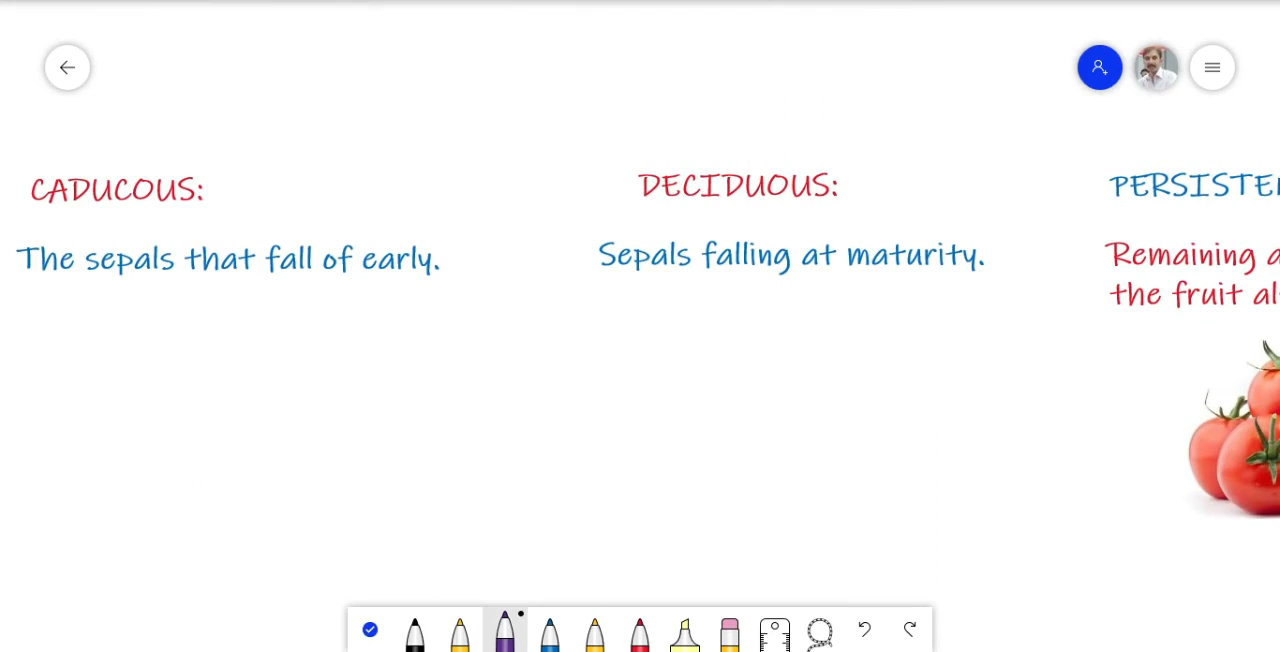 CADUCOUS:
The sepals that fall of early.
DECIDUOUS:
Sepals falling at maturity.
PERSISTE
Remaining a
the fruit al